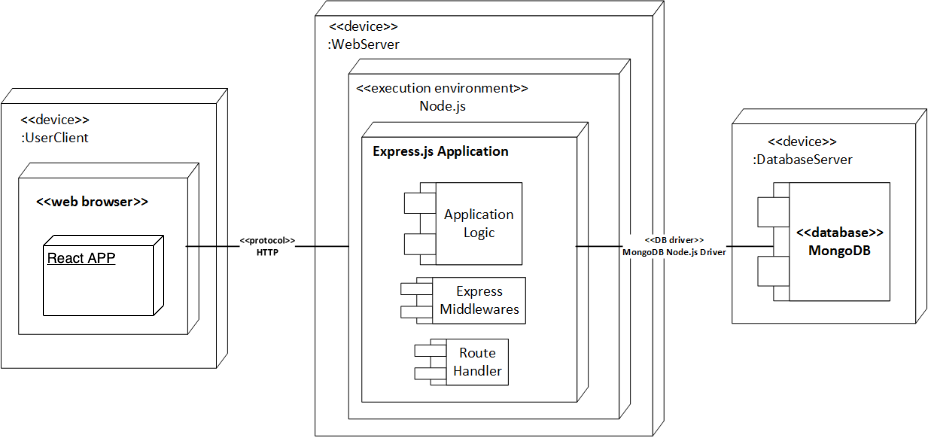 <<device>>
:UserClient
<<web browser>>
React APP
<<protocol>>
HTTP
<<device>>
:WebServer
<<execution environment>>
Node.js
Express.js Application
Application
Logic
Express
Middlewares
Route
Handler
<<DB driver>>
MongoDB Node.js Driver
<<device>>
:DatabaseServer
<<database>>
MongoDB